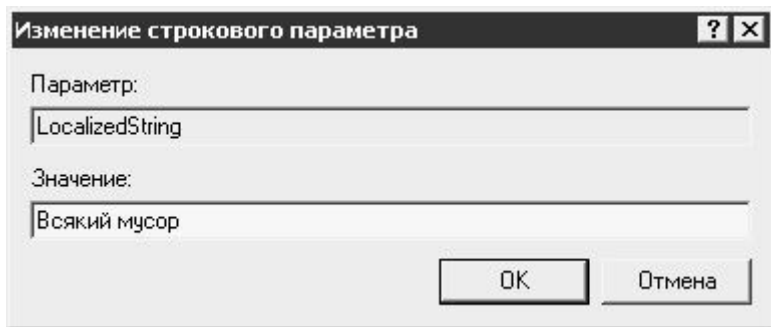 Изменение строкового параметра ? ×
Параметр:
LocalizedString
Значение:
Всякий мусор
OK Отмена